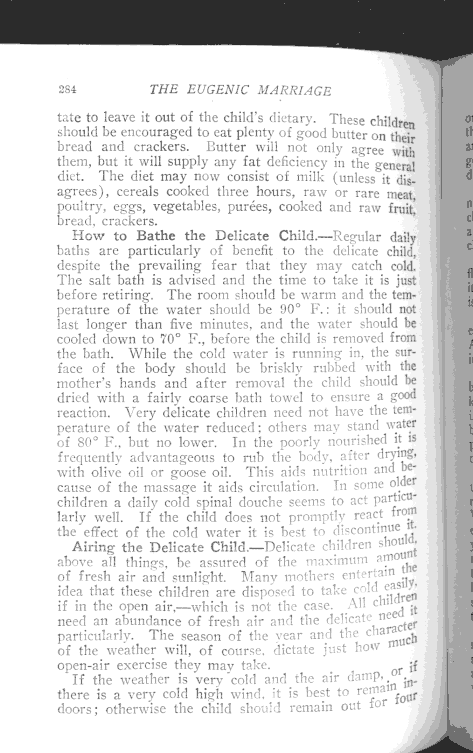 284 THE EUGENIC MARRIAGE
tate to leave it out of the child's dietary. These children
should be encouraged to eat plenty of good butter on their
bread and crackers. Butter will not only agree with
them, but it will supply any fat deficiency in the general
diet. The diet may now consist of milk (unless it dis-
agrees), cereals cooked three hours, raw or rare meat,
poultry, eggs, vegetables, purées, cooked and raw fruit,
bread, crackers.
How to Bathe the Delicate Child.—Regular daily
baths are particularly of benefit to the delicate child,
despite the prevailing fear that they may catch cold.
The salt bath is advised and the time to take it is just
before retiring. The room should be warm and the tem-
perature of the water should be 90° F.: it should not
last longer than five minutes, and the water should be
cooled down to 70° F., before the child is removed from
the bath. While the cold water is running in, the sur-
face of the body should be briskly rubbed with the
mother's hands and after removal the child should be
dried with a fairly coarse bath towel to ensure a good
reaction. Very delicate children need not have the tem-
perature of the water reduced; others may stand water
of 80° F., but no lower. In the poorly nourished it is
frequently advantageous to rub the body, after drying,
with olive oil or goose oil. This aids nutrition and be-
cause of the massage it aids circulation. In some older
children a daily cold spinal douche seems to act particu-
larly well. If the child does not promptly react from
the effect of the cold water it is best to discontinue it.
Airing the Delicate Child.—Delicate children should,
above all things, be assured of the maximum amount
of fresh air and sunlight. Many mothers entertain the
idea that these children are disposed to take cold easily,
if in the open air,—which is not the case. All children
need an abundance of fresh air and the delicate need it
particularly. The season of the year and the character
of the weather will, of course, dictate just how much
open-air exercise they may take.
If the weather is very cold and the air damp, or if
there is a very cold high wind, it is best to remain in-
doors; otherwise the child should remain out for four